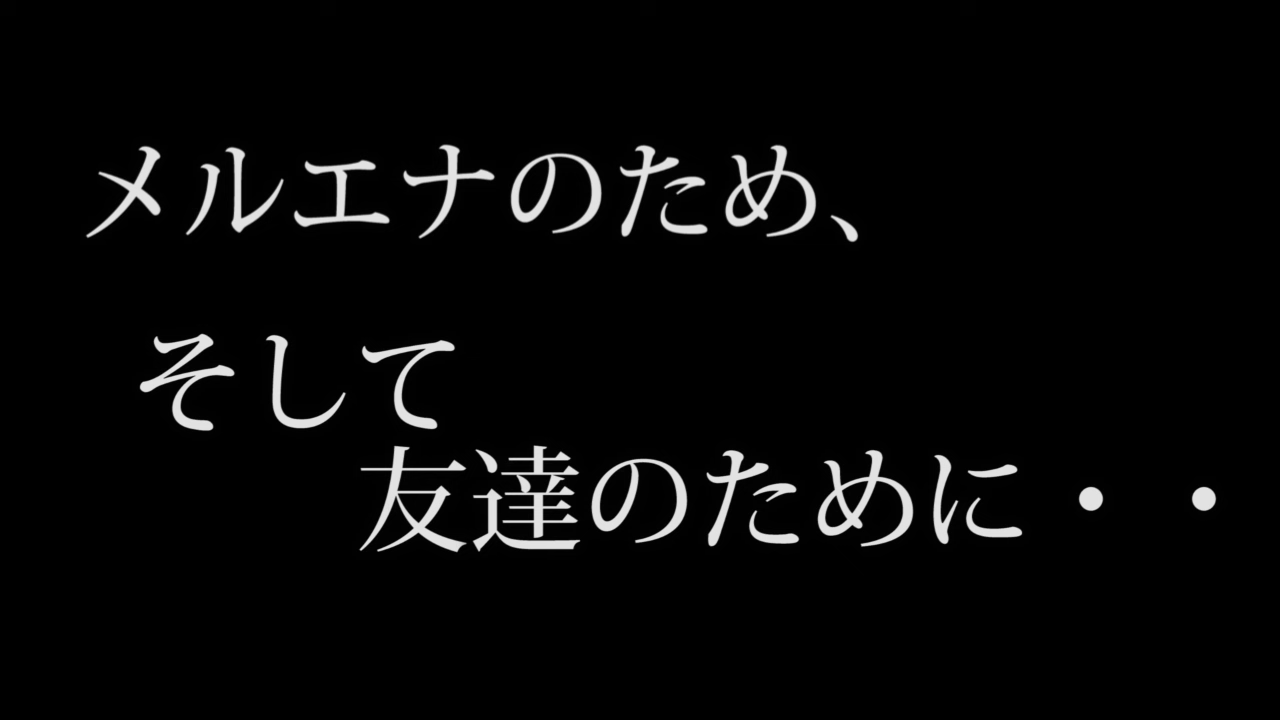 メルエナのため、
そして
友達のために・・